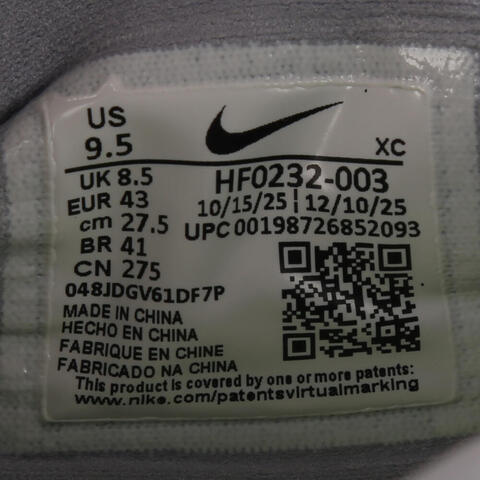 US
9.5
XC
UK 8.5
HF0232-003
EUR 43
10/15/25 | 12/10/25
cm 27.5
UPC 00198726852093
BR 41
CN 275
048JDGV61DF7P
MADE IN CHINA
HECHO EN CHINA
FABRIQUE EN CHINE
FABRICADO NA CHINA
This product is covered by one or more patents:
www.nike.com/patentsvirtualmarking